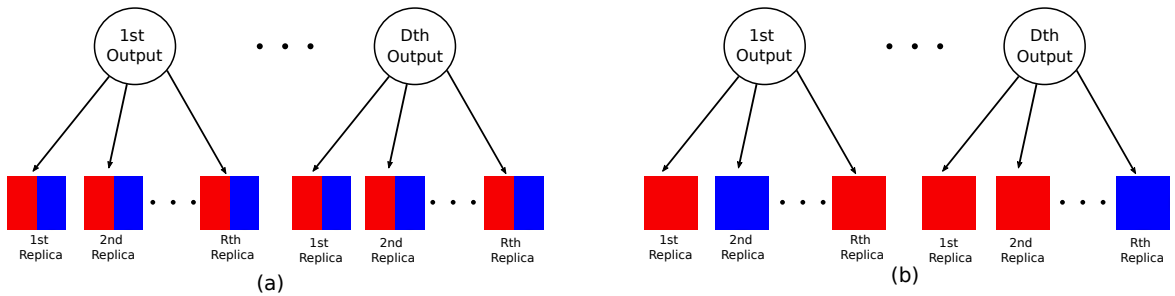 1st
Output
. . .
Dth
Output
1st
Replica
2nd
Replica
. . .
Rth
Replica
1st
Replica
2nd
Replica
. . .
Rth
Replica
(a)
1st
Output
. . .
Dth
Output
1st
Replica
2nd
Replica
. . .
Rth
Replica
1st
Replica
2nd
Replica
. . .
Rth
Replica
(b)